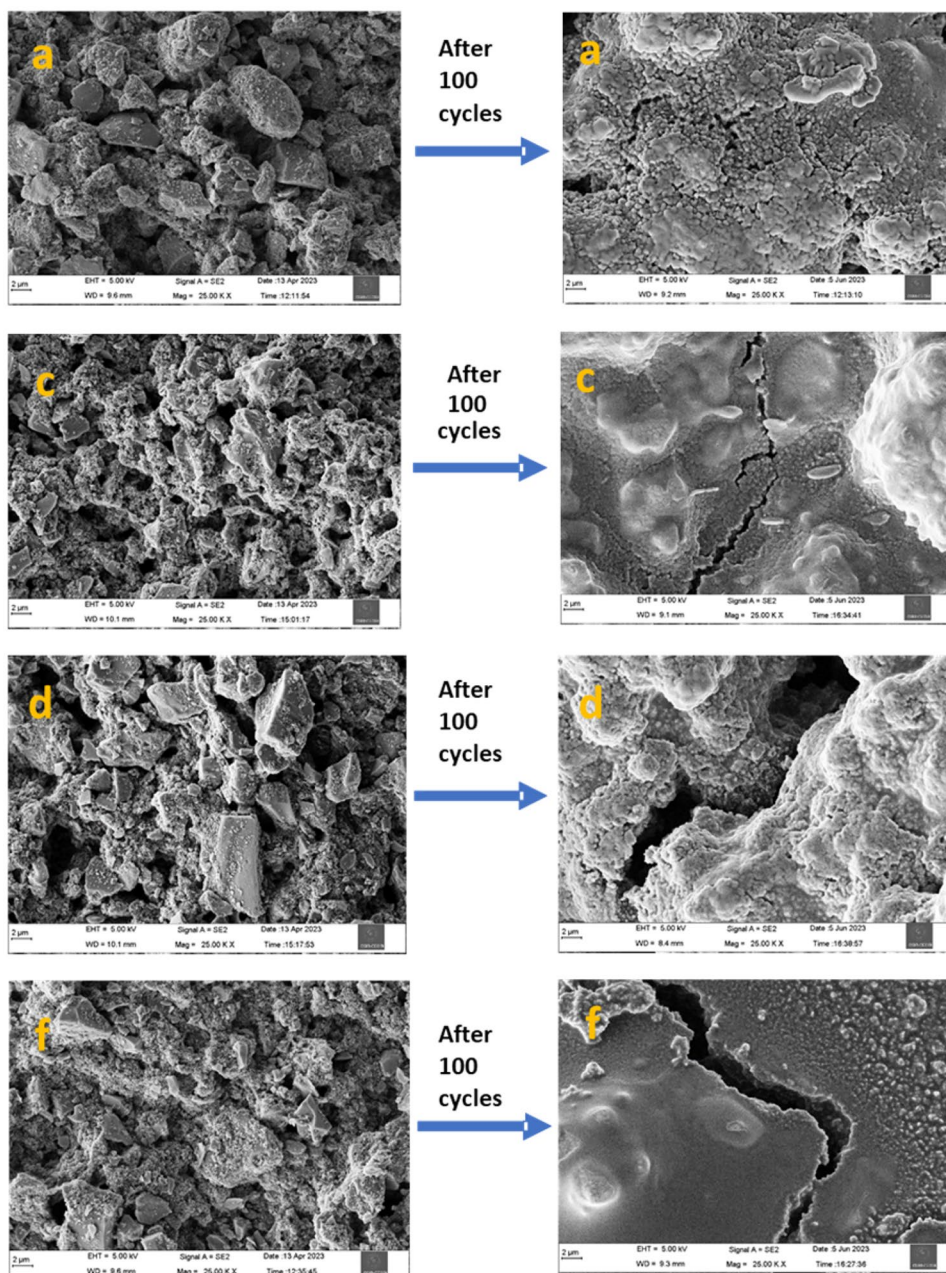 a
After
100
cycles
a
2 µm
EHT = 5.00 kV
Signal A = SE2
Date :13 Apr 2023
WD = 9.6 mm
Mag = 25.00 K X
Time :12:11:54
2 µm
EHT = 5.00 kV
Signal A = SE2
Date :5 Jun 2023
WD = 9.2 mm
Mag = 25.00 K X
Time :12:13:10
c
After
100
cycles
c
2 µm
EHT = 5.00 kV
Signal A = SE2
Date :13 Apr 2023
WD = 10.1 mm
Mag = 25.00 K X
Time :15:01:17
2 µm
EHT = 5.00 kV
Signal A = SE2
Date :5 Jun 2023
WD = 9.1 mm
Mag = 25.00 K X
Time :16:34:41
d
After
100
cycles
d
2 µm
EHT = 5.00 kV
Signal A = SE2
Date :13 Apr 2023
WD = 10.1 mm
Mag = 25.00 K X
Time :15:17:53
2 µm
EHT = 5.00 kV
Signal A = SE2
Date :5 Jun 2023
WD = 8.4 mm
Mag = 25.00 K X
Time :16:38:57
f
After
100
cycles
f
2 µm
EHT = 5.00 kV
Signal A = SE2
Date :13 Apr 2023
WD = 9.6 mm
Mag = 25.00 K X
Time :12:35:45
2 µm
EHT = 5.00 kV
Signal A = SE2
Date :5 Jun 2023
WD = 9.3 mm
Mag = 25.00 K X
Time :16:27:36